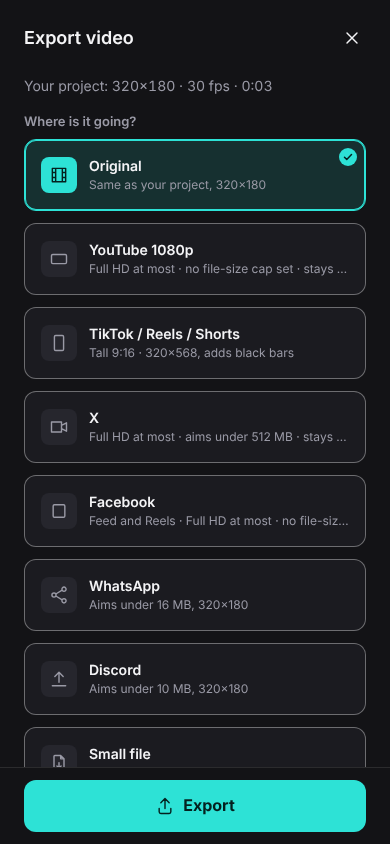 Export video
Your project: 320×180 · 30 fps · 0:03
Where is it going?
Original
Same as your project, 320×180
YouTube 1080p
Full HD at most · no file-size cap set · stays ...
TikTok / Reels / Shorts
Tall 9:16 · 320×568, adds black bars
X
Full HD at most · aims under 512 MB · stays ...
Facebook
Feed and Reels · Full HD at most · no file-siz...
WhatsApp
Aims under 16 MB, 320×180
Discord
Aims under 10 MB, 320×180
Small file
Export